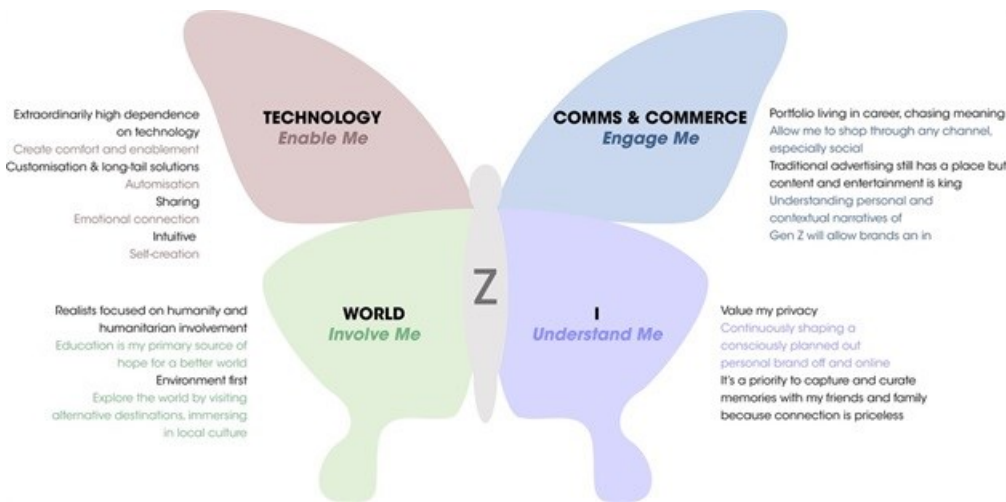 TECHNOLOGY
Enable Me
Extraordinarily high dependence
on technology
Create comfort and enablement
Customisation & long-tail solutions
Automisation
Sharing
Emotional connection
Intuitive
Self-creation
COMMS & COMMERCE
Engage Me
Portfolio living in career, chasing meaning
Allow me to shop through any channel,
especially social
Traditional advertising still has a place but
content and entertainment is king
Understanding personal and
contextual narratives of
Gen Z will allow brands an in
Z
WORLD
Involve Me
Realists focused on humanity and
humanitarian involvement
Education is my primary source of
hope for a better world
Environment first
Explore the world by visiting
alternative destinations, immersing
in local culture
I
Understand Me
Value my privacy
Continuously shaping a
consciously planned out
personal brand off and online
It's a priority to capture and curate
memories with my friends and family
because connection is priceless